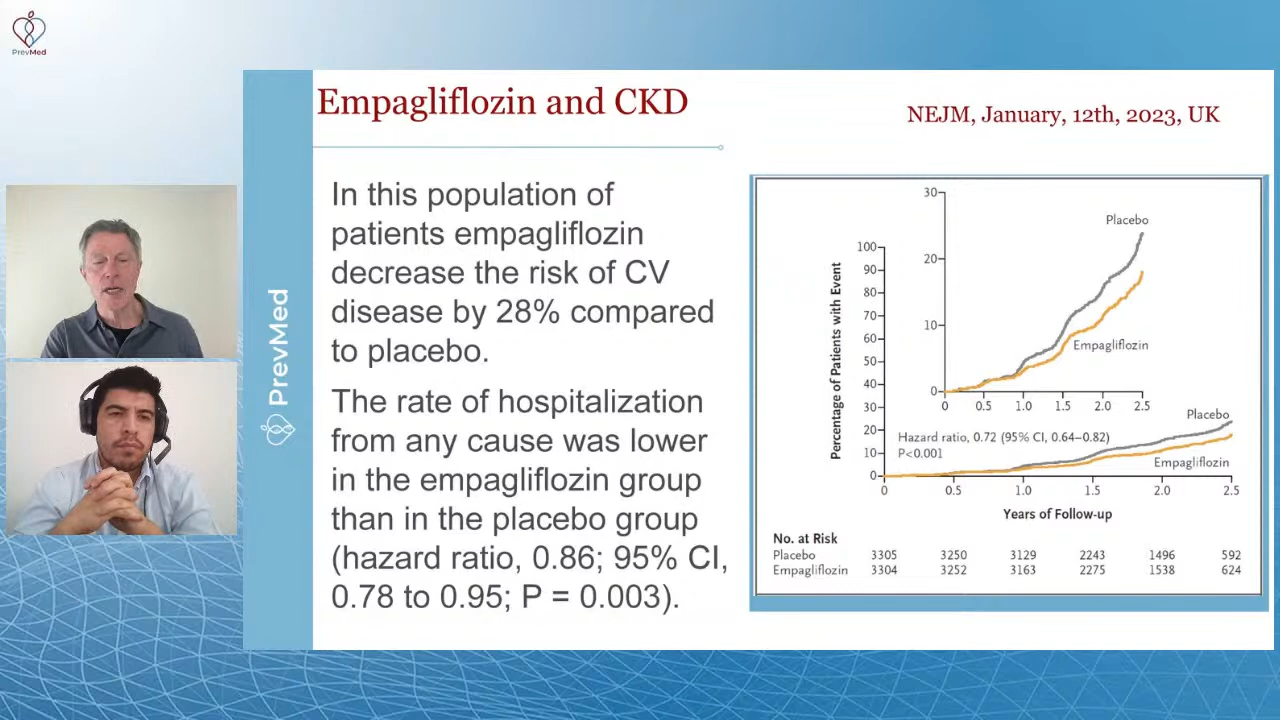 PrevMed
Empagliflozin and CKD
NEJM, January, 12th, 2023, UK
PrevMed
In this population of
patients empagliflozin
decrease the risk of CV
disease by 28% compared
to placebo.
The rate of hospitalization
from any cause was lower
in the empagliflozin group
than in the placebo group
(hazard ratio, 0.86; 95% CI,
0.78 to 0.95; P = 0.003).
Percentage of Patients with Event
100
90
80
70
60
50
40
30
20
10
0
30
20
10
0
Placebo
Empagliflozin
0 0.5 1.0 1.5 2.0 2.5
Placebo
Hazard ratio, 0.72 (95% CI, 0.64–0.82)
P<0.001
Empagliflozin
0 0.5 1.0 1.5 2.0 2.5
Years of Follow-up
No. at Risk
Placebo 3305 3250 3129 2243 1496 592
Empagliflozin 3304 3252 3163 2275 1538 624